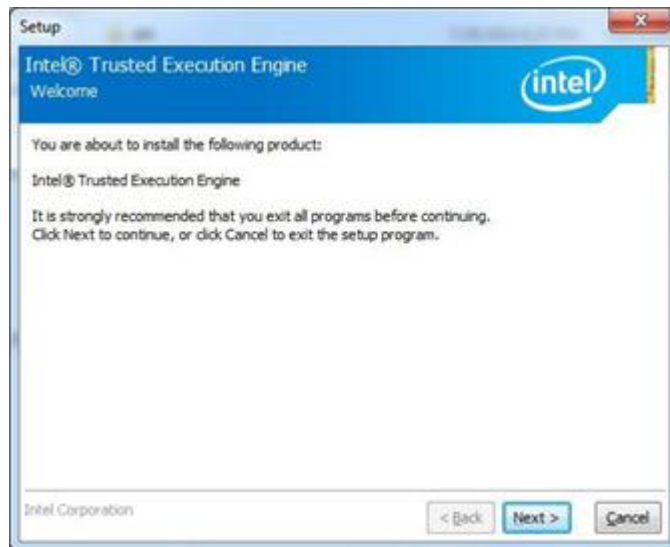 Setup
Intel® Trusted Execution Engine
Welcome
intel
You are about to install the following product:
Intel® Trusted Execution Engine
It is strongly recommended that you exit all programs before continuing.
Click Next to continue, or click Cancel to exit the setup program.
Intel Corporation
< Back
Next >
Cancel